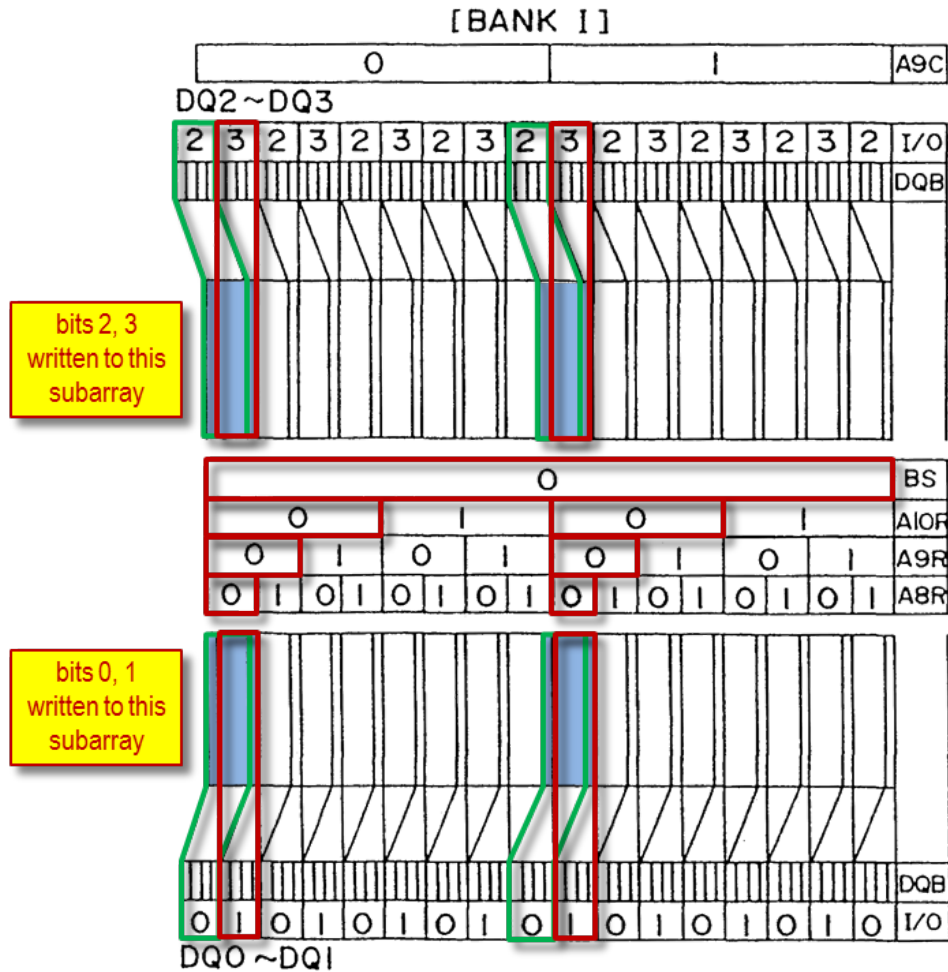 [BANK I]
0 1 A9C
DQ2~DQ3
2 3 2 3 2 3 2 3 2 3 2 3 2 3 2 3 2 I/O
DQB
bits 2, 3
written to this
subarray
0 BS
0 1 0 1 A10R
0 1 0 1 0 1 0 1 A9R
0 1 0 1 0 1 0 1 0 1 0 1 0 1 0 1 A8R
bits 0, 1
written to this
subarray
DQB
0 1 0 1 0 1 0 1 0 1 0 1 0 1 0 1 0 I/O
DQ0~DQ1